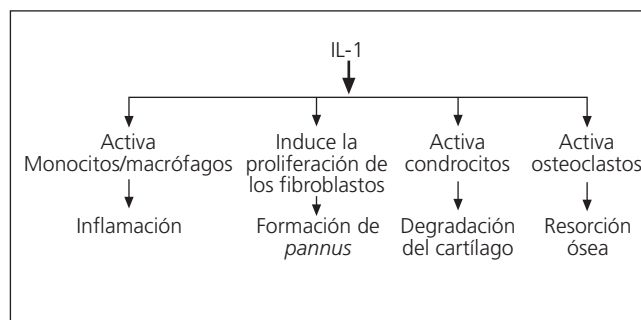 IL-1
Activa
Monocitos/macrófagos
Inflamación
Induce la
proliferación de
los fibroblastos
Formación de
pannus
Activa
condrocitos
Degradación
del cartílago
Activa
osteoclastos
Resorción
ósea